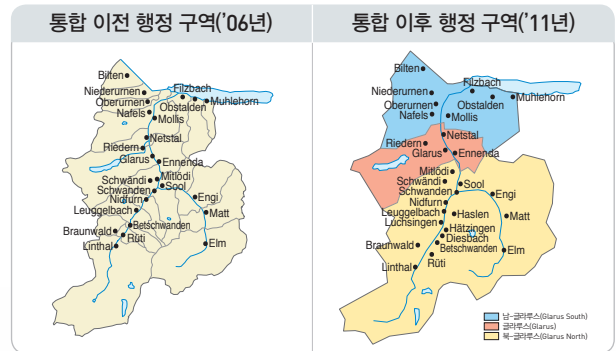 통합 이전 행정 구역('06년)
Bilten
Niederurnen
Oberurnen
Nafels
Filzbach
Obstalden
Muhlehorn
Mollis
Netstal
Riedern
Glarus
Ennenda
Mitlödi
Schwändi
Sool
Schwanden
Nidfurn
Engi
Leuggelbach
Matt
Betschwanden
Braunwald
Rüti
Elm
Linthal
통합 이후 행정 구역('11년)
Bilten
Niederurnen
Filzbach
Oberurnen
Obstalden
Muhlehorn
Nafels
Mollis
Netstal
Riedern
Glarus
Ennenda
Mitlödi
Schwändi
Sool
Schwanden
Engi
Nidfurn
Leuggelbach
Haslen
Matt
Luchsingen
Hätzingen
Diesbach
Braunwald
Betschwanden
Elm
Rüti
Linthal
남-글라루스(Glarus South)
글라루스(Glarus)
북-글라루스(Glarus North)